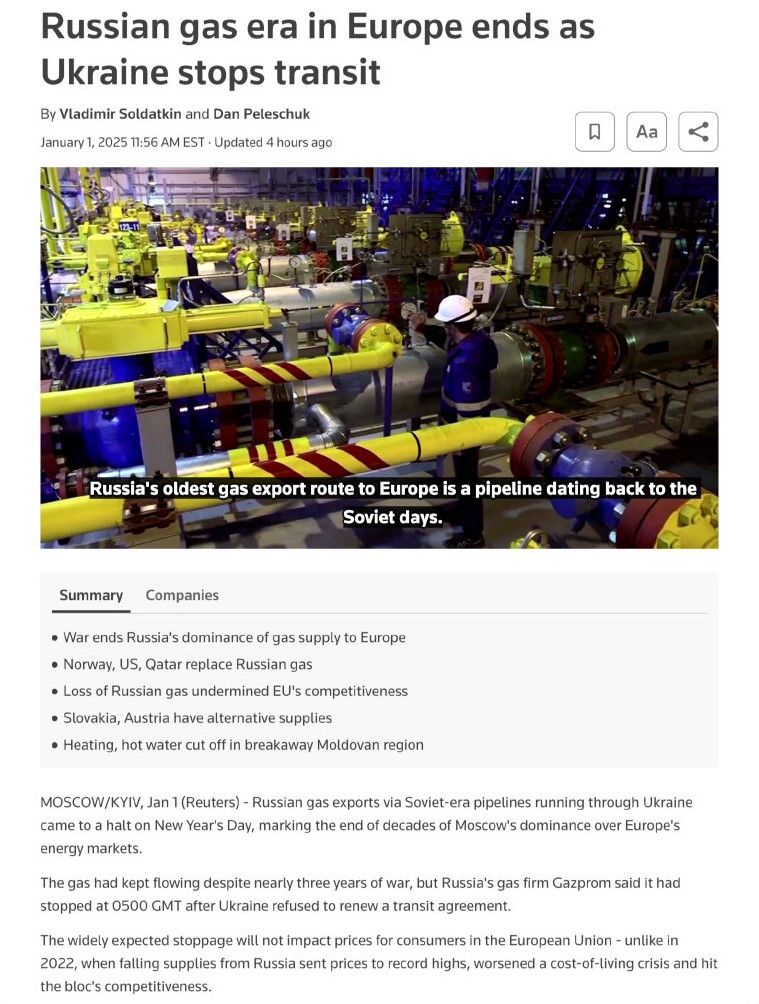 Russian gas era in Europe ends as
Ukraine stops transit
By Vladimir Soldatkin and Dan Peleschuk
January 1, 2025 11:56 AM EST · Updated 4 hours ago
Aa
123-11
Russia's oldest gas export route to Europe is a pipeline dating back to the
Soviet days.
Summary Companies
• War ends Russia's dominance of gas supply to Europe
• Norway, US, Qatar replace Russian gas
• Loss of Russian gas undermined EU's competitiveness
• Slovakia, Austria have alternative supplies
• Heating, hot water cut off in breakaway Moldovan region
MOSCOW/KYIV, Jan 1 (Reuters) - Russian gas exports via Soviet-era pipelines running through Ukraine
came to a halt on New Year's Day, marking the end of decades of Moscow's dominance over Europe's
energy markets.
The gas had kept flowing despite nearly three years of war, but Russia's gas firm Gazprom said it had
stopped at 0500 GMT after Ukraine refused to renew a transit agreement.
The widely expected stoppage will not impact prices for consumers in the European Union - unlike in
2022, when falling supplies from Russia sent prices to record highs, worsened a cost-of-living crisis and hit
the bloc's competitiveness.